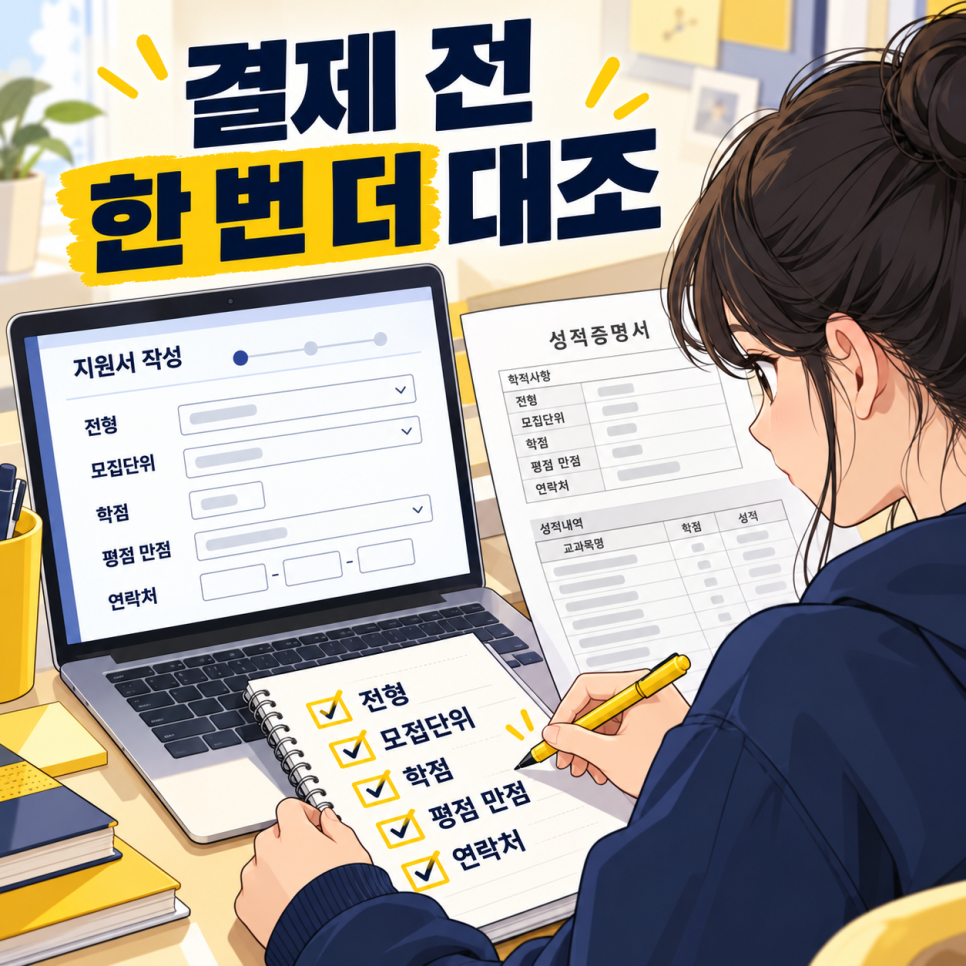 결제 전
한 번 더 대조
지원서 작성
전형
모집단위
학점
평점 만점
연락처
성적증명서
학적사항
전형
모집단위
학점
평점 만점
연락처
성적내역
교과목명 학점 성적
전형
모집단위
학점
평점 만점
연락처